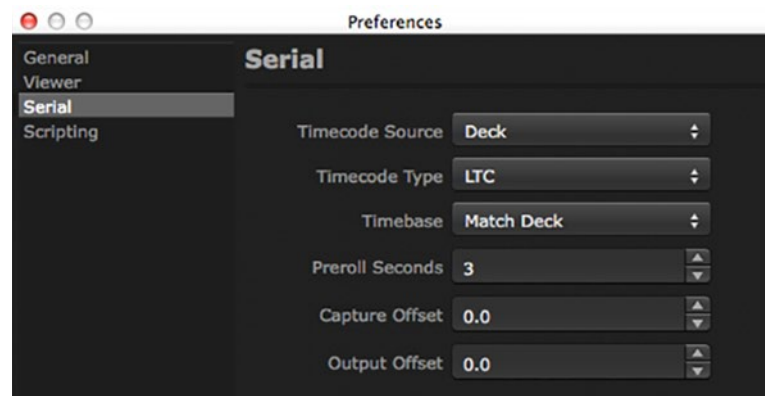 Preferences
General
Viewer
Serial
Scripting
Serial
Timecode Source Deck
Timecode Type LTC
Timebase Match Deck
Preroll Seconds 3
Capture Offset 0.0
Output Offset 0.0